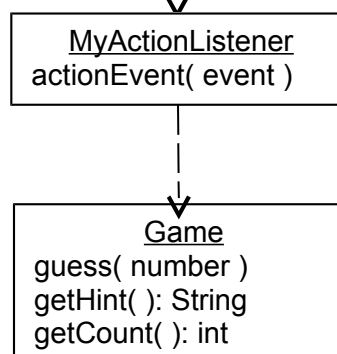 MyActionListener
actionEvent( event )
Game
guess( number )
getHint( ): String
getCount( ): int